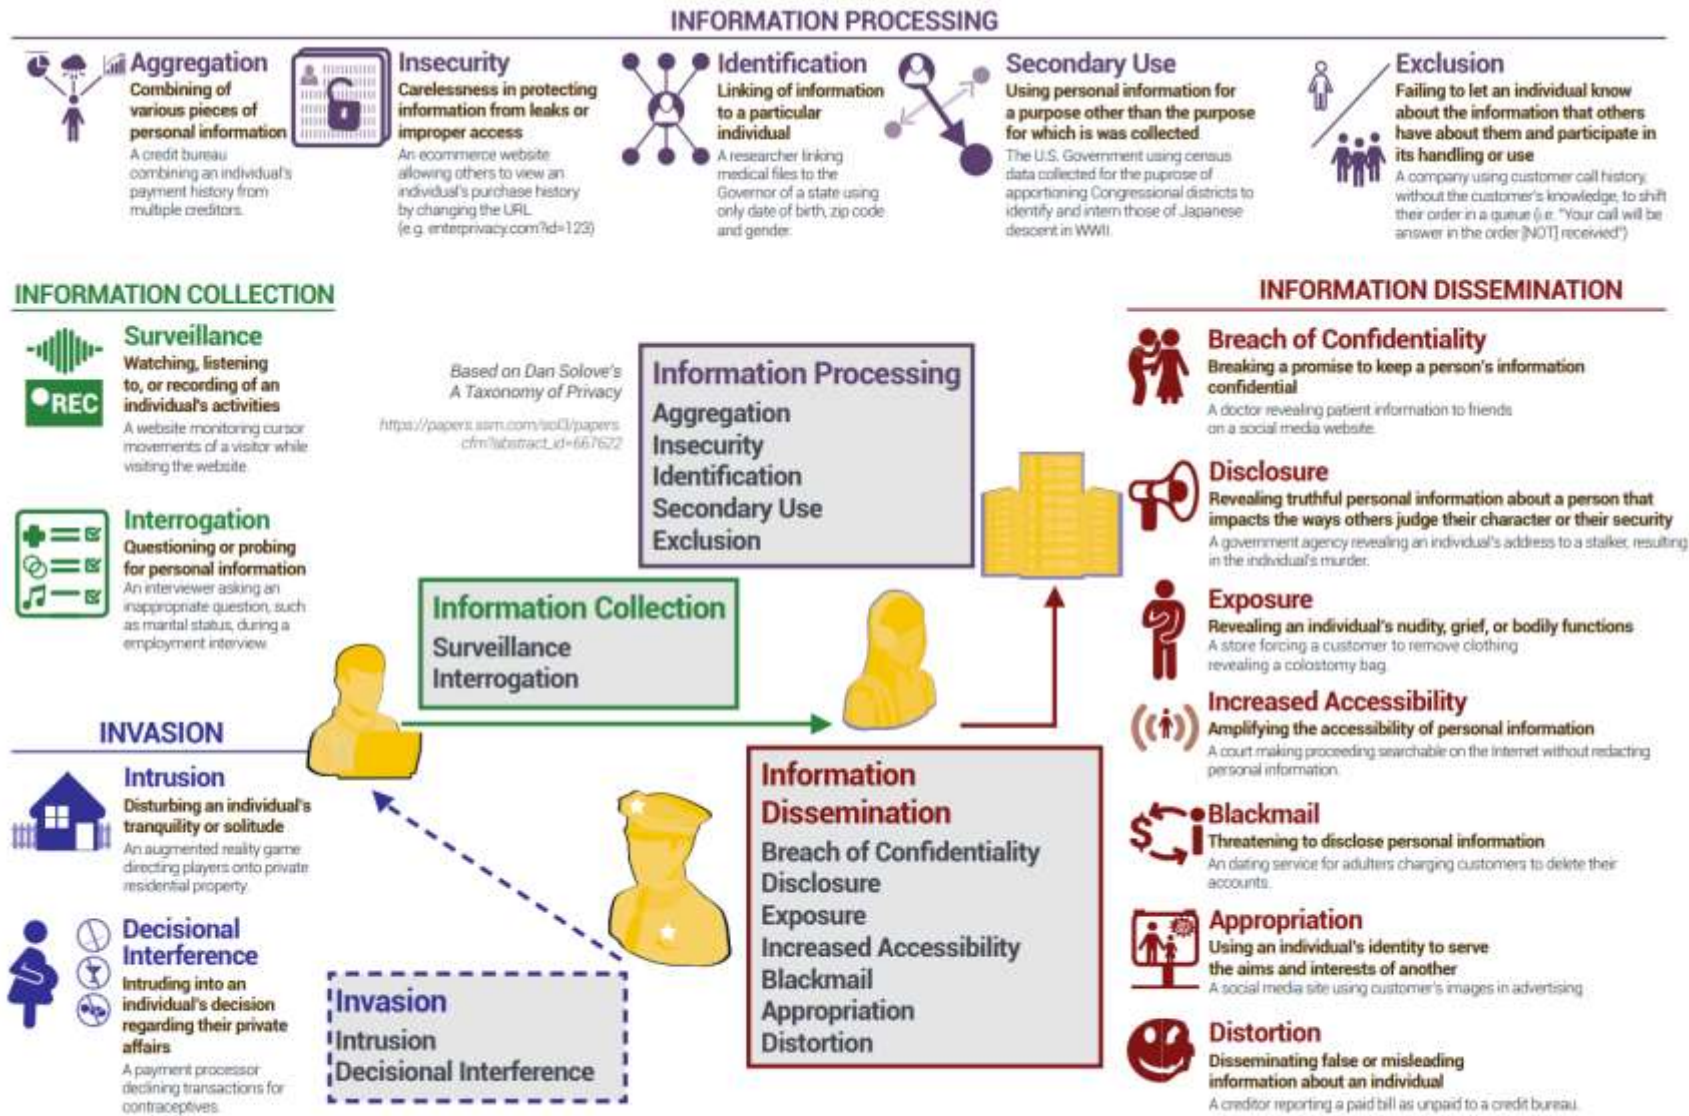 INFORMATION PROCESSING
Aggregation
Combining of
various pieces of
personal information
A credit bureau
combining an individual's
payment history from
multiple creditors.
Insecurity
Carelessness in protecting
information from leaks or
improper access
An ecommerce website
allowing others to view an
individual's purchase history
by changing the URL
(e.g. enterprivacy.com?id=123)
Identification
Linking of information
to a particular
individual
A researcher linking
medical files to the
Governor of a state using
only date of birth, zip code
and gender.
Secondary Use
Using personal information for
a purpose other than the purpose
for which is was collected
The U.S. Government using census
data collected for the puprose of
apportioning Congressional districts to
identify and intern those of Japanese
descent in WWII.
Exclusion
Failing to let an individual know
about the information that others
have about them and participate in
its handling or use
A company using customer call history,
without the customer's knowledge, to shift
their order in a queue (i.e. "Your call will be
answer in the order [NOT] receivied")
INFORMATION COLLECTION
Surveillance
Watching, listening
to, or recording of an
individual's activities
A website monitoring cursor
movements of a visitor while
visiting the website.
REC
Interrogation
Questioning or probing
for personal information
An interviewer asking an
inappropriate question, such
as marital status, during a
employment interview.
INVASION
Intrusion
Disturbing an individual's
tranquility or solitude
An augmented reality game
directing players onto private
residential property.
Decisional
Interference
Intruding into an
individual's decision
regarding their private
affairs
A payment processor
declining transactions for
contraceptives.
Based on Dan Solove's
A Taxonomy of Privacy
https://papers.ssrn.com/sol3/papers.
cfm?abstract_id=667622
Information Processing
Aggregation
Insecurity
Identification
Secondary Use
Exclusion
Information Collection
Surveillance
Interrogation
Invasion
Intrusion
Decisional Interference
Information
Dissemination
Breach of Confidentiality
Disclosure
Exposure
Increased Accessibility
Blackmail
Appropriation
Distortion
INFORMATION DISSEMINATION
Breach of Confidentiality
Breaking a promise to keep a person's information
confidential
A doctor revealing patient information to friends
on a social media website.
Disclosure
Revealing truthful personal information about a person that
impacts the ways others judge their character or their security
A government agency revealing an individual's address to a stalker, resulting
in the individual's murder.
Exposure
Revealing an individual's nudity, grief, or bodily functions
A store forcing a customer to remove clothing
revealing a colostomy bag.
Increased Accessibility
Amplifying the accessibility of personal information
A court making proceeding searchable on the Internet without redacting
personal information.
Blackmail
Threatening to disclose personal information
An dating service for adulters charging customers to delete their
accounts.
$
Appropriation
Using an individual's identity to serve
the aims and interests of another
A social media site using customer's images in advertising
Distortion
Disseminating false or misleading
information about an individual
A creditor reporting a paid bill as unpaid to a credit bureau.